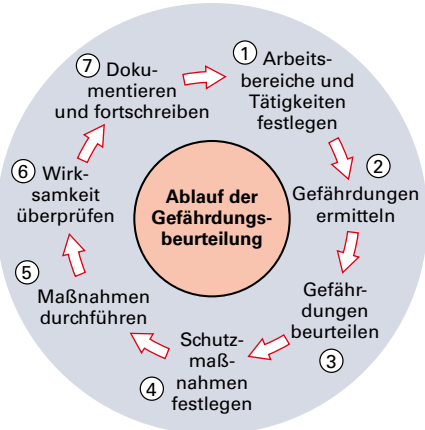 ① Arbeits-
bereiche und
Tätigkeiten
festlegen
②
Gefährdungen
ermitteln
Gefähr-
dungen
beurteilen
③
Schutz-
maß-
nahmen
④ festlegen
⑤
Maßnahmen
durchführen
⑥ Wirk-
samkeit
überprüfen
⑦ Doku-
mentieren
und fortschreiben
Ablauf der
Gefährdungs-
beurteilung